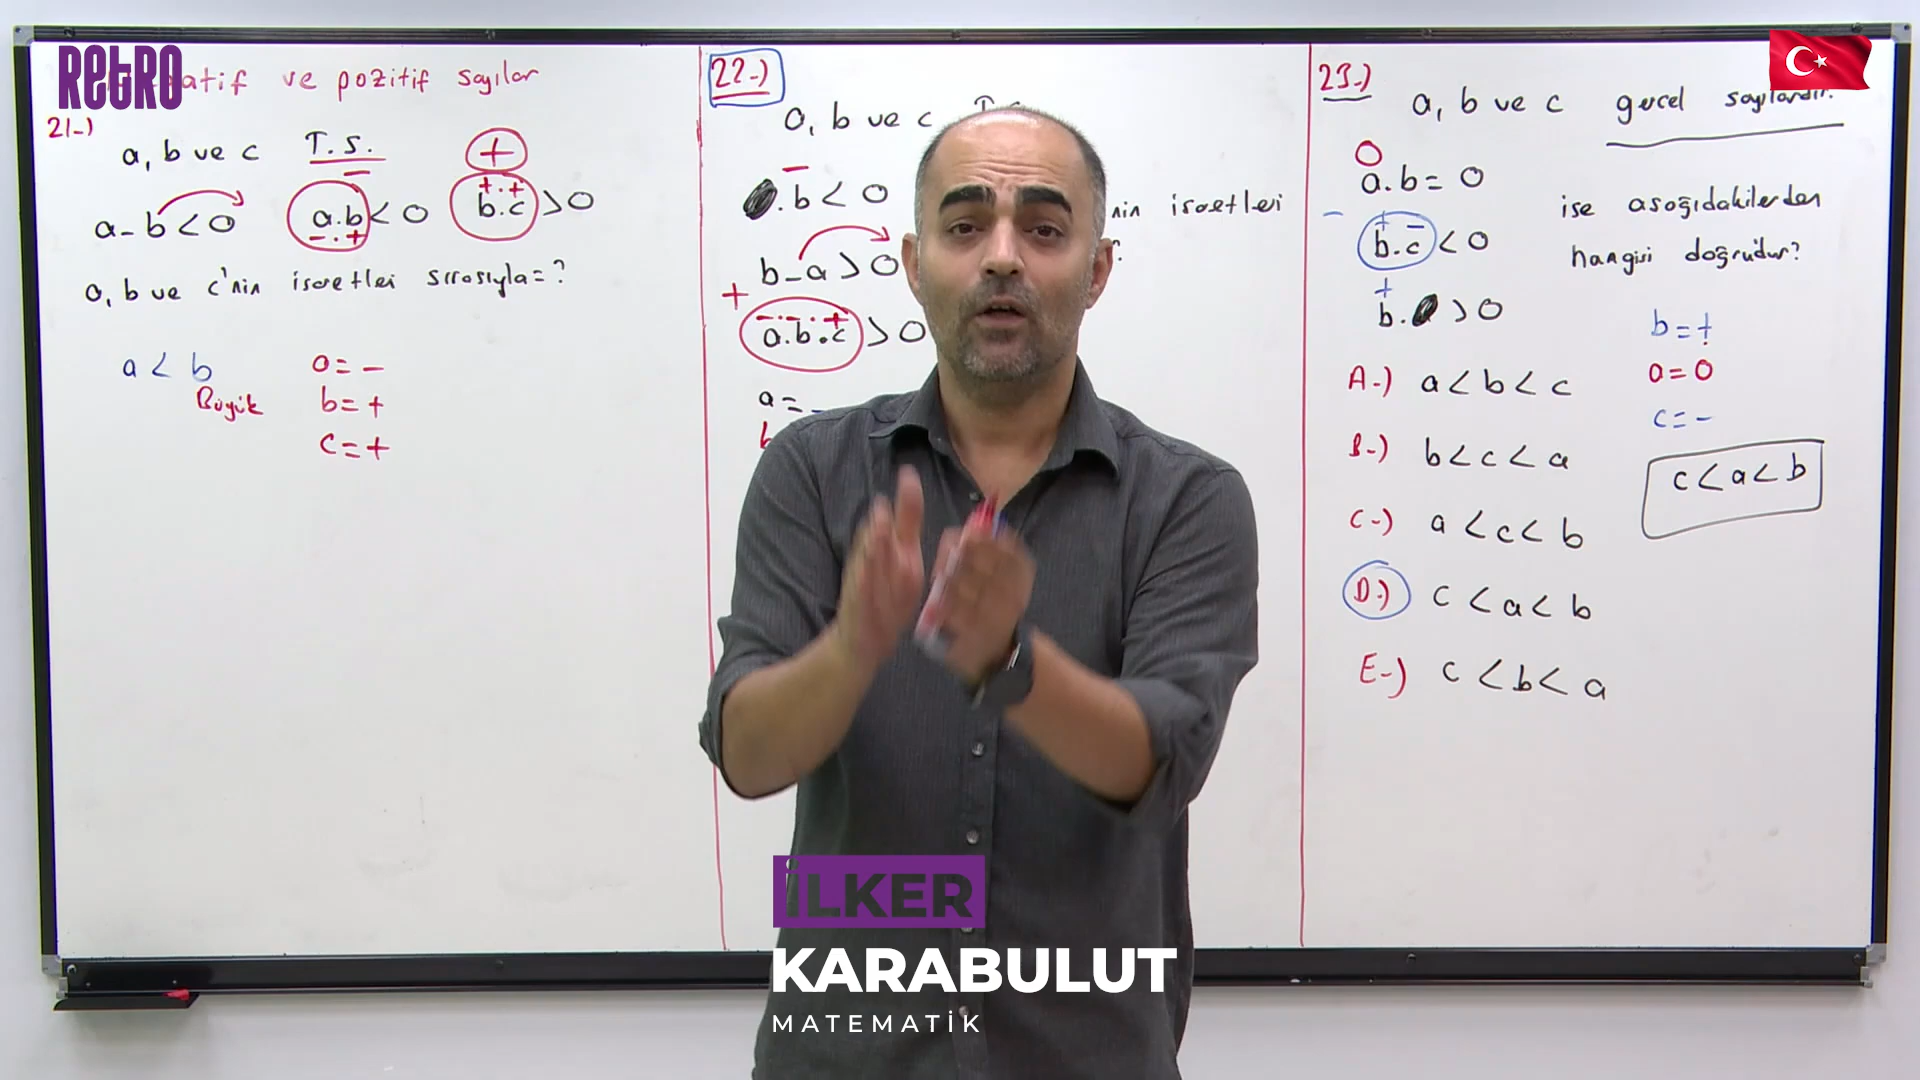 RETRO
atif ve pozitif sayılar
21-)
a, b ve c T.S. +
a-b<0 a.b<0 b.c>0
- . + + . +
a, b ve c'nin işaretleri sırasıyla=?
a < b
Büyük
a= -
b= +
c= +
22-)
a, b ve c
-
.b<0 nin işaretleri
b-a>0 ?
+ - . - . +
a.b.c>0
a= -
b
23-)
a, b ve c gerçel sayılardır.
0
a.b=0
- + -
b.c<0
+
b. >0
ise aşağıdakilerden
hangisi doğrudur?
b=+
a=0
c=-
c<a<b
A-) a<b<c
B-) b<c<a
C-) a<c<b
D-) c<a<b
E-) c<b<a
İLKER
KARABULUT
MATEMATİK